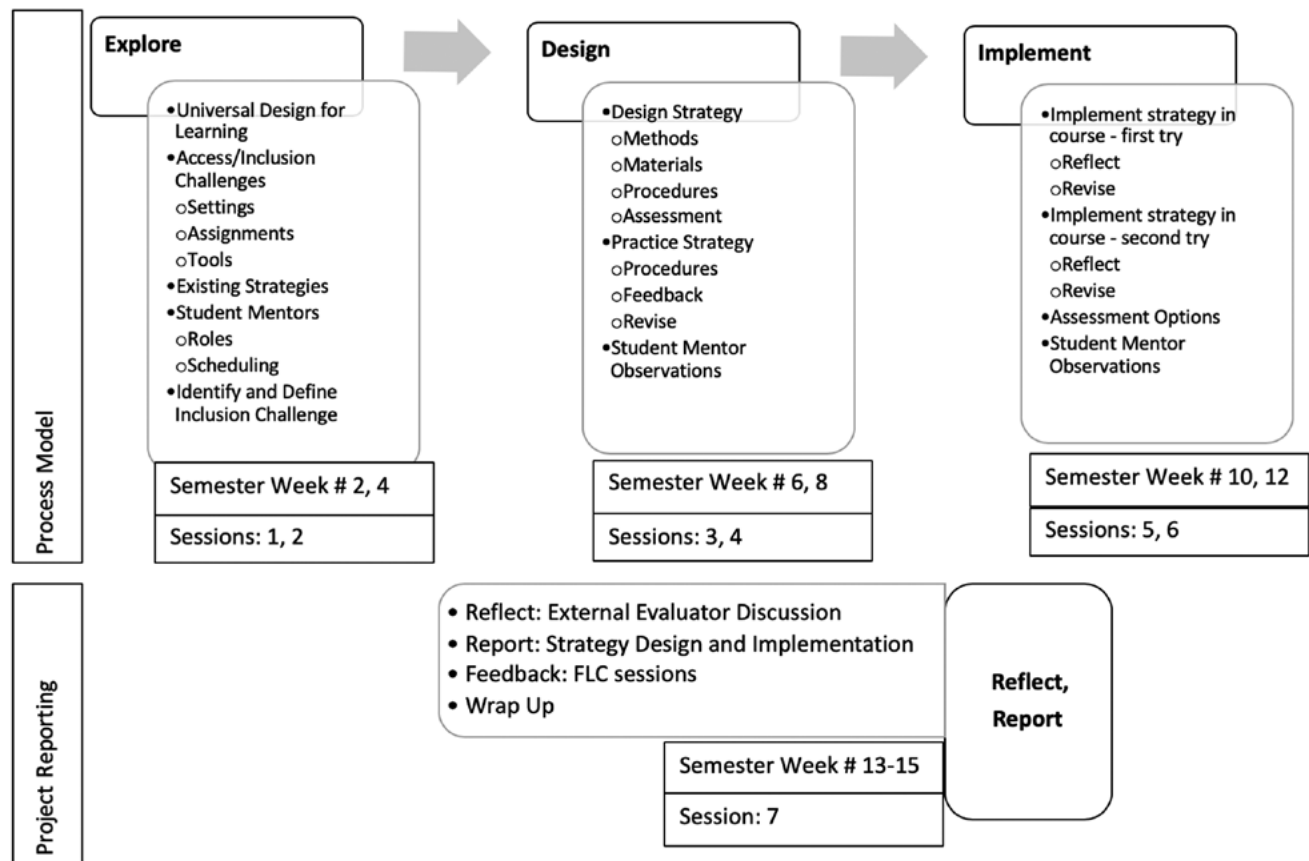 Process Model
Explore
•Universal Design for
Learning
•Access/Inclusion
Challenges
oSettings
oAssignments
oTools
•Existing Strategies
•Student Mentors
oRoles
oScheduling
•Identify and Define
Inclusion Challenge
Semester Week # 2, 4
Sessions: 1, 2
Design
•Design Strategy
oMethods
oMaterials
oProcedures
oAssessment
•Practice Strategy
oProcedures
oFeedback
oRevise
•Student Mentor
Observations
Semester Week # 6, 8
Sessions: 3, 4
Implement
•Implement strategy in
course - first try
oReflect
oRevise
•Implement strategy in
course - second try
oReflect
oRevise
•Assessment Options
•Student Mentor
Observations
Semester Week # 10, 12
Sessions: 5, 6
Project Reporting
• Reflect: External Evaluator Discussion
• Report: Strategy Design and Implementation
• Feedback: FLC sessions
• Wrap Up
Reflect,
Report
Semester Week # 13-15
Session: 7